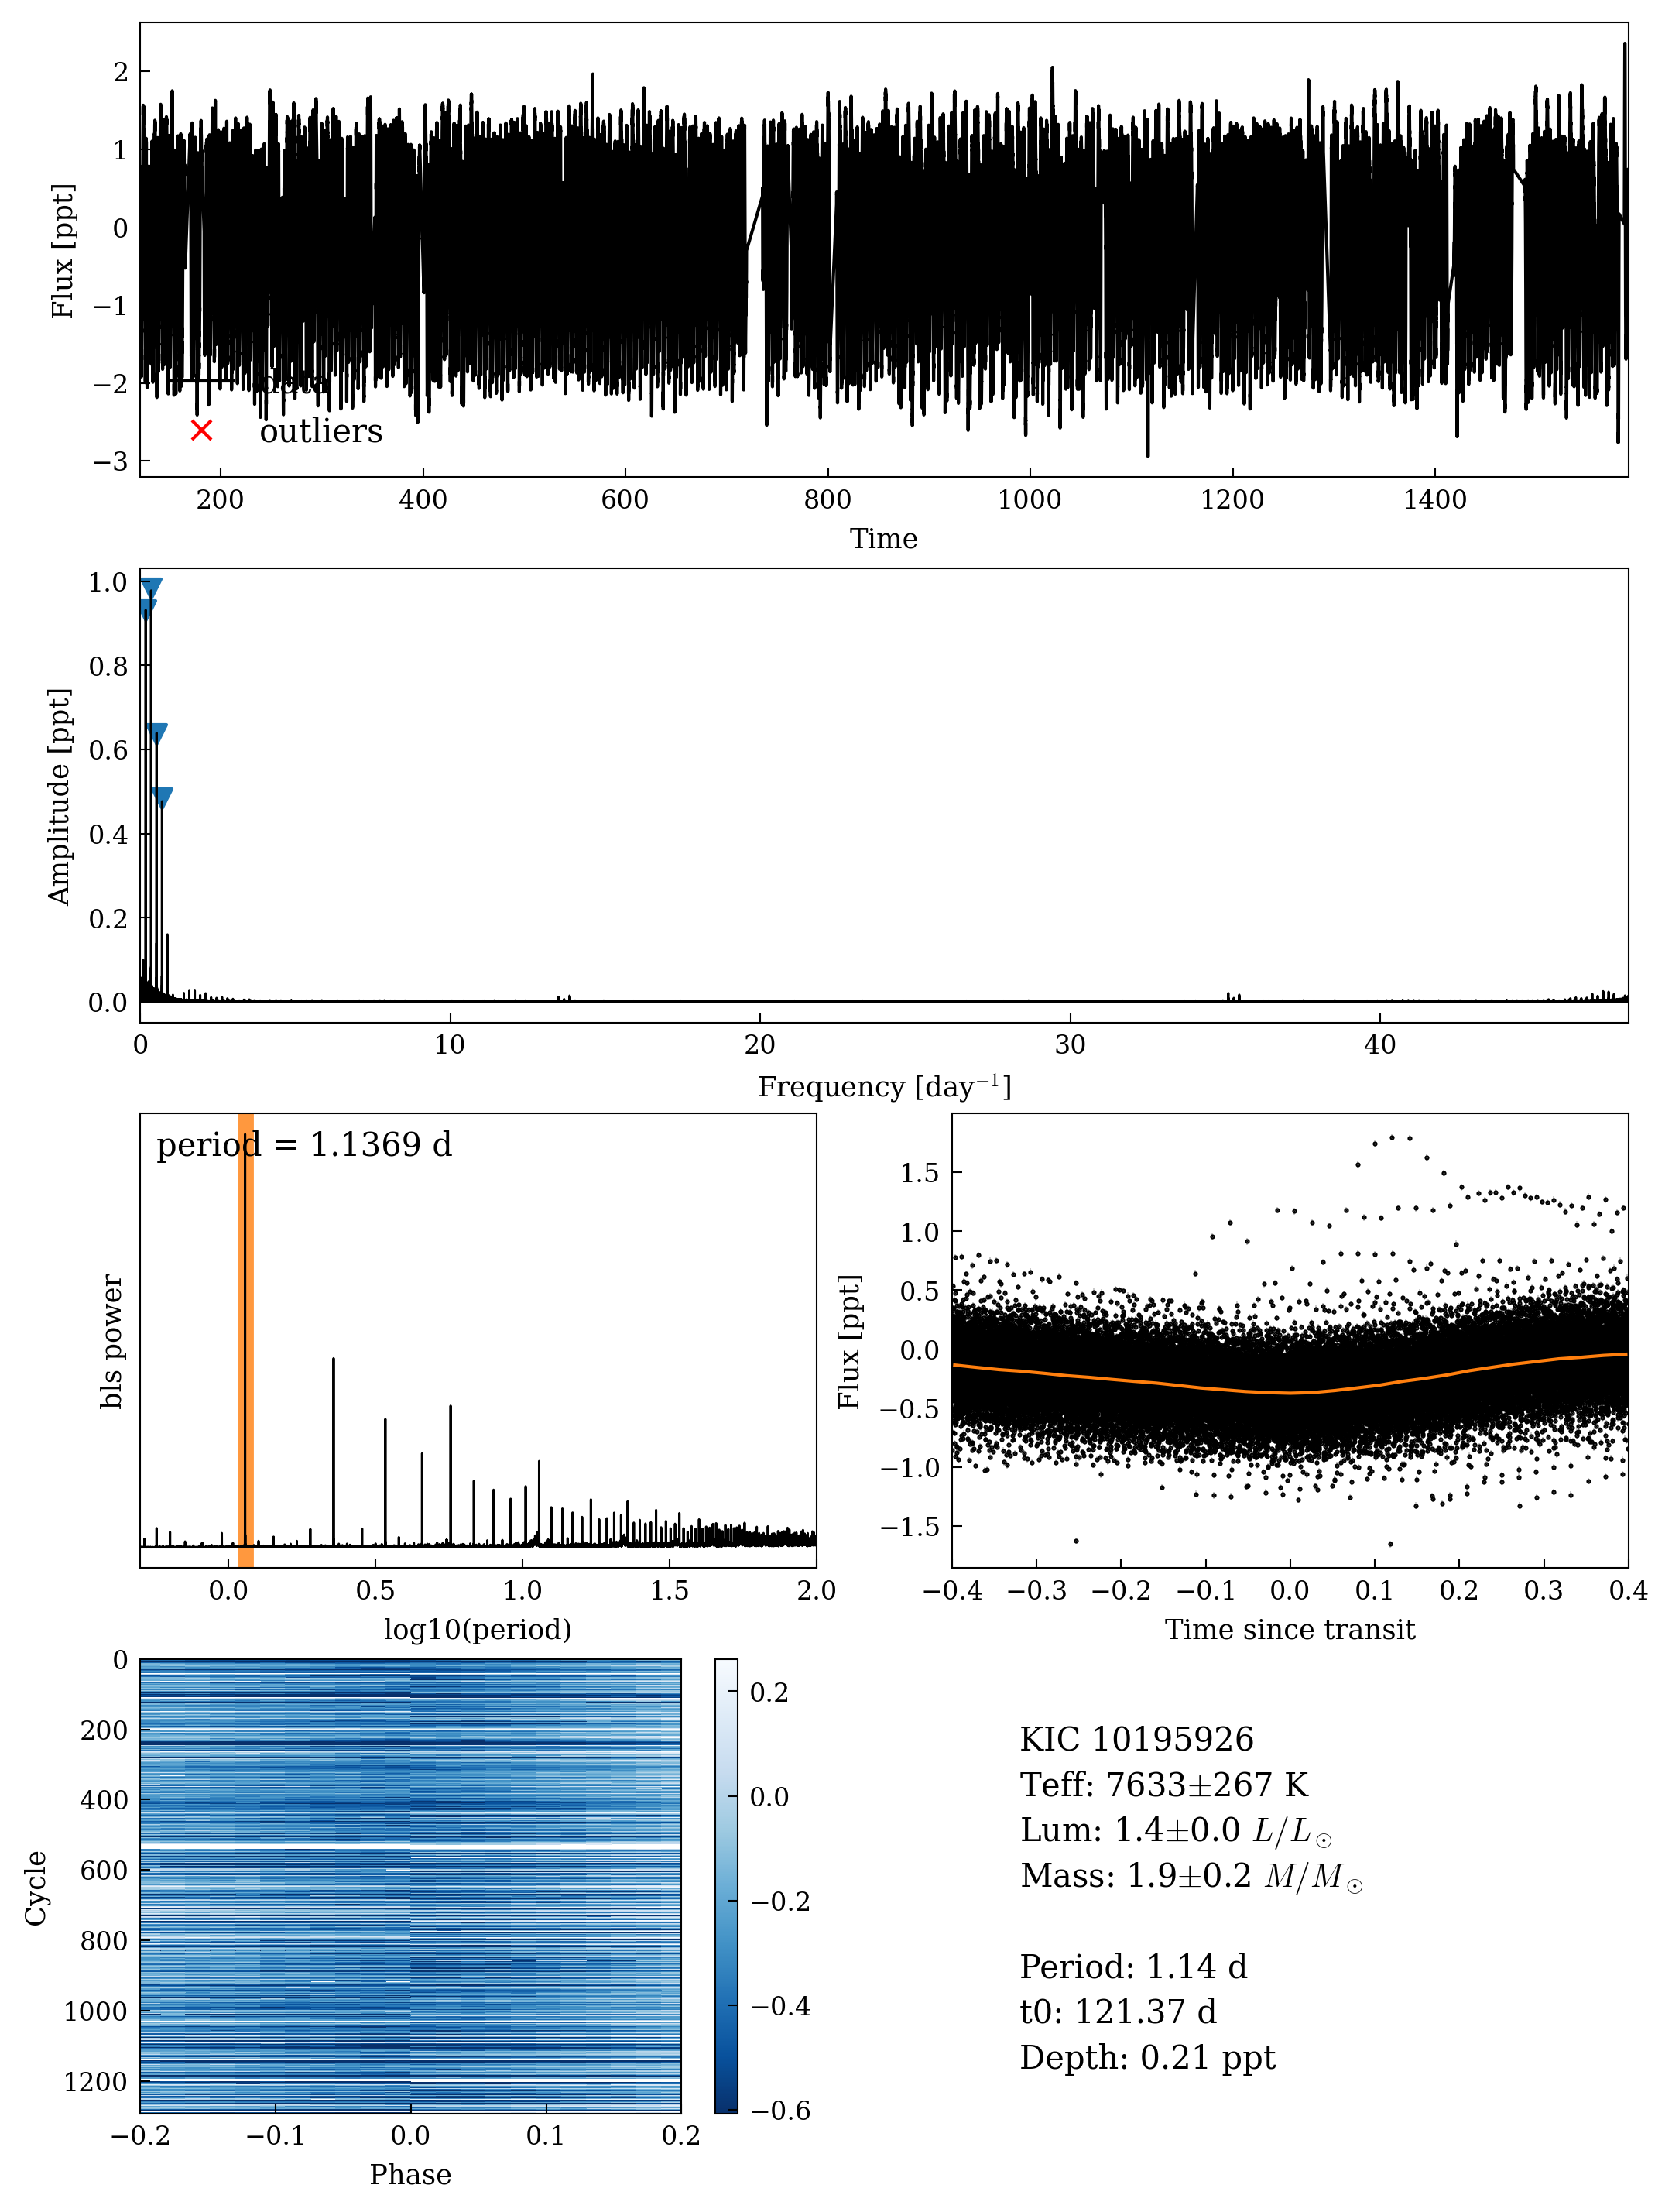 2
1
0
−1
−2
−3
Flux [ppt]
data
outliers
200 400 600 800 1000 1200 1400
Time
1.0
0.8
0.6
0.4
0.2
0.0
Amplitude [ppt]
0 10 20 30 40
Frequency [day⁻¹]
period = 1.1369 d
bls power
0.0 0.5 1.0 1.5 2.0
log10(period)
1.5
1.0
0.5
0.0
−0.5
−1.0
−1.5
Flux [ppt]
−0.4 −0.3 −0.2 −0.1 0.0 0.1 0.2 0.3 0.4
Time since transit
0
200
400
600
800
1000
1200
Cycle
−0.2 −0.1 0.0 0.1 0.2
Phase
0.2
0.0
−0.2
−0.4
−0.6
KIC 10195926
Teff: 7633±267 K
Lum: 1.4±0.0 L/L⊙
Mass: 1.9±0.2 M/M⊙
Period: 1.14 d
t0: 121.37 d
Depth: 0.21 ppt